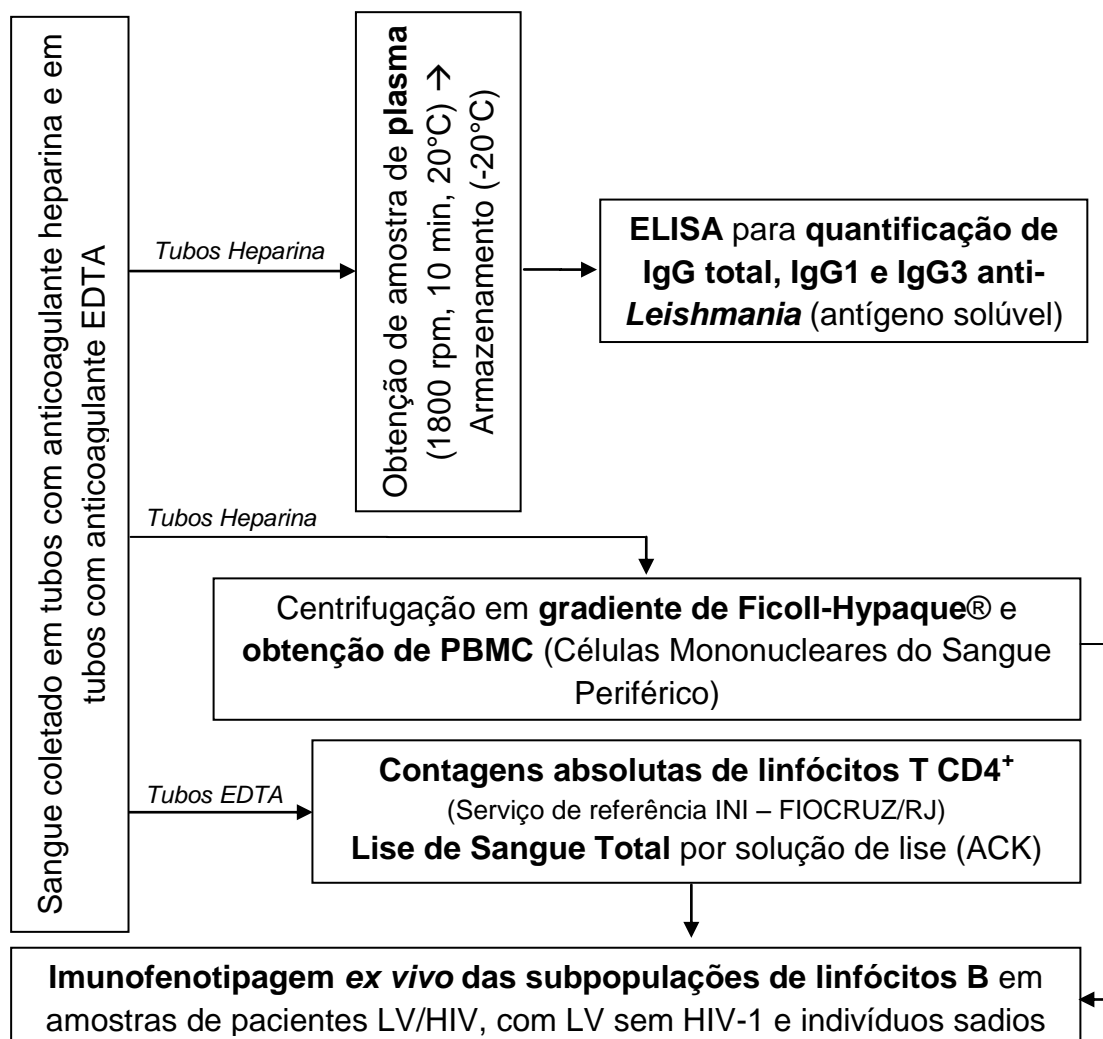 Sangue coletado em tubos com anticoagulante heparina e em
tubos com anticoagulante EDTA
Tubos Heparina
Obtenção de amostra de plasma
(1800 rpm, 10 min, 20°C) →
Armazenamento (-20°C)
ELISA para quantificação de
IgG total, IgG1 e IgG3 anti-
Leishmania (antígeno solúvel)
Tubos Heparina
Centrifugação em gradiente de Ficoll-Hypaque® e
obtenção de PBMC (Células Mononucleares do Sangue
Periférico)
Tubos EDTA
Contagens absolutas de linfócitos T CD4⁺
(Serviço de referência INI – FIOCRUZ/RJ)
Lise de Sangue Total por solução de lise (ACK)
Imunofenotipagem ex vivo das subpopulações de linfócitos B em
amostras de pacientes LV/HIV, com LV sem HIV-1 e indivíduos sadios